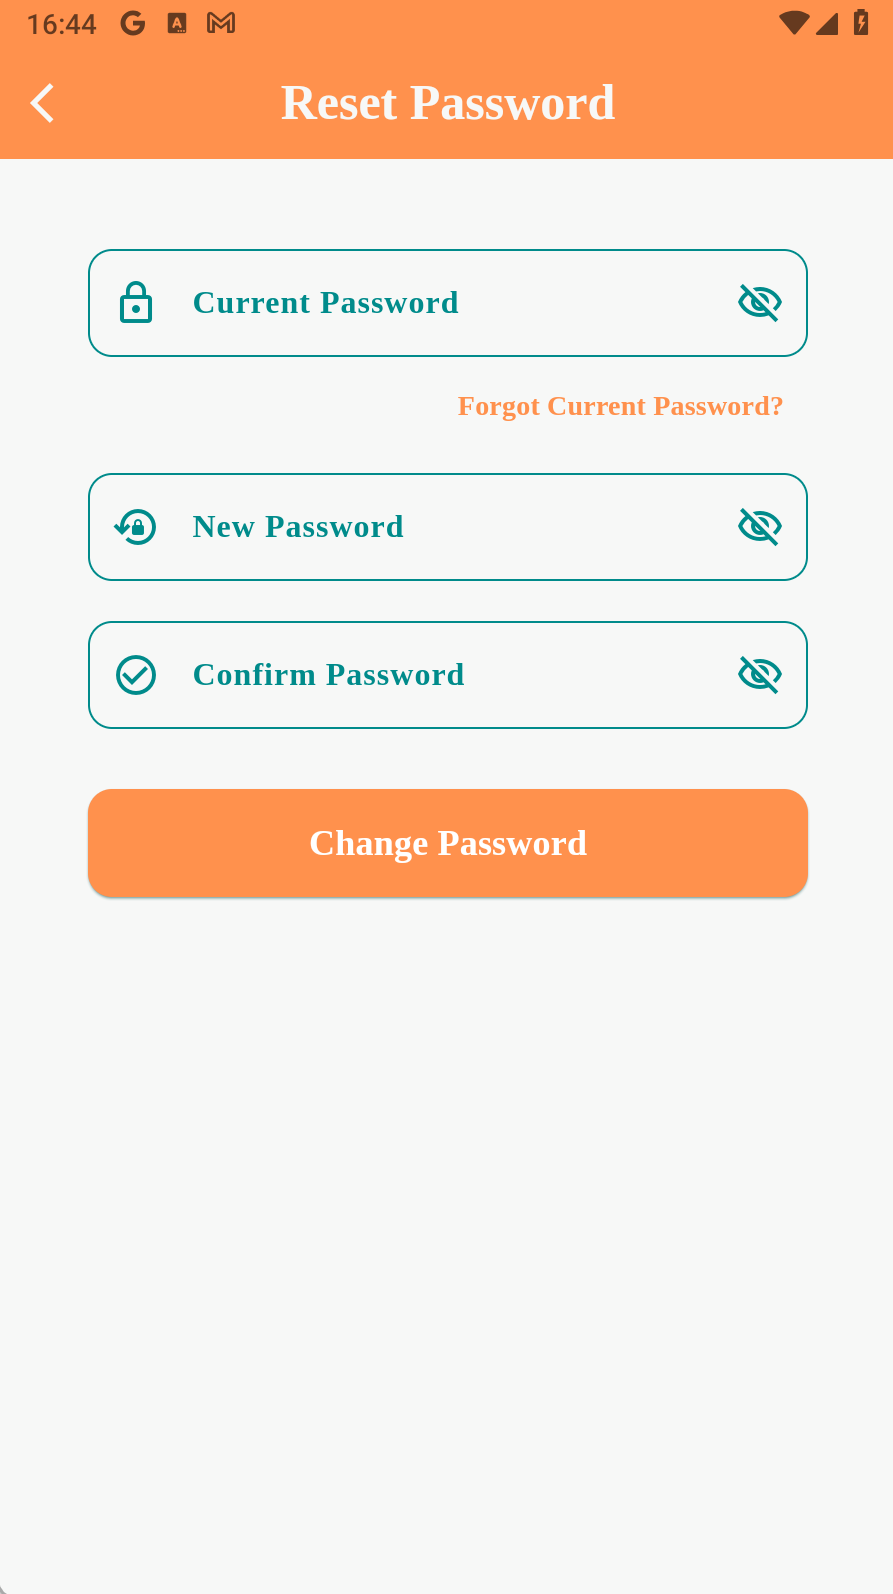 16:44
Reset Password
Current Password
Forgot Current Password?
New Password
Confirm Password
Change Password